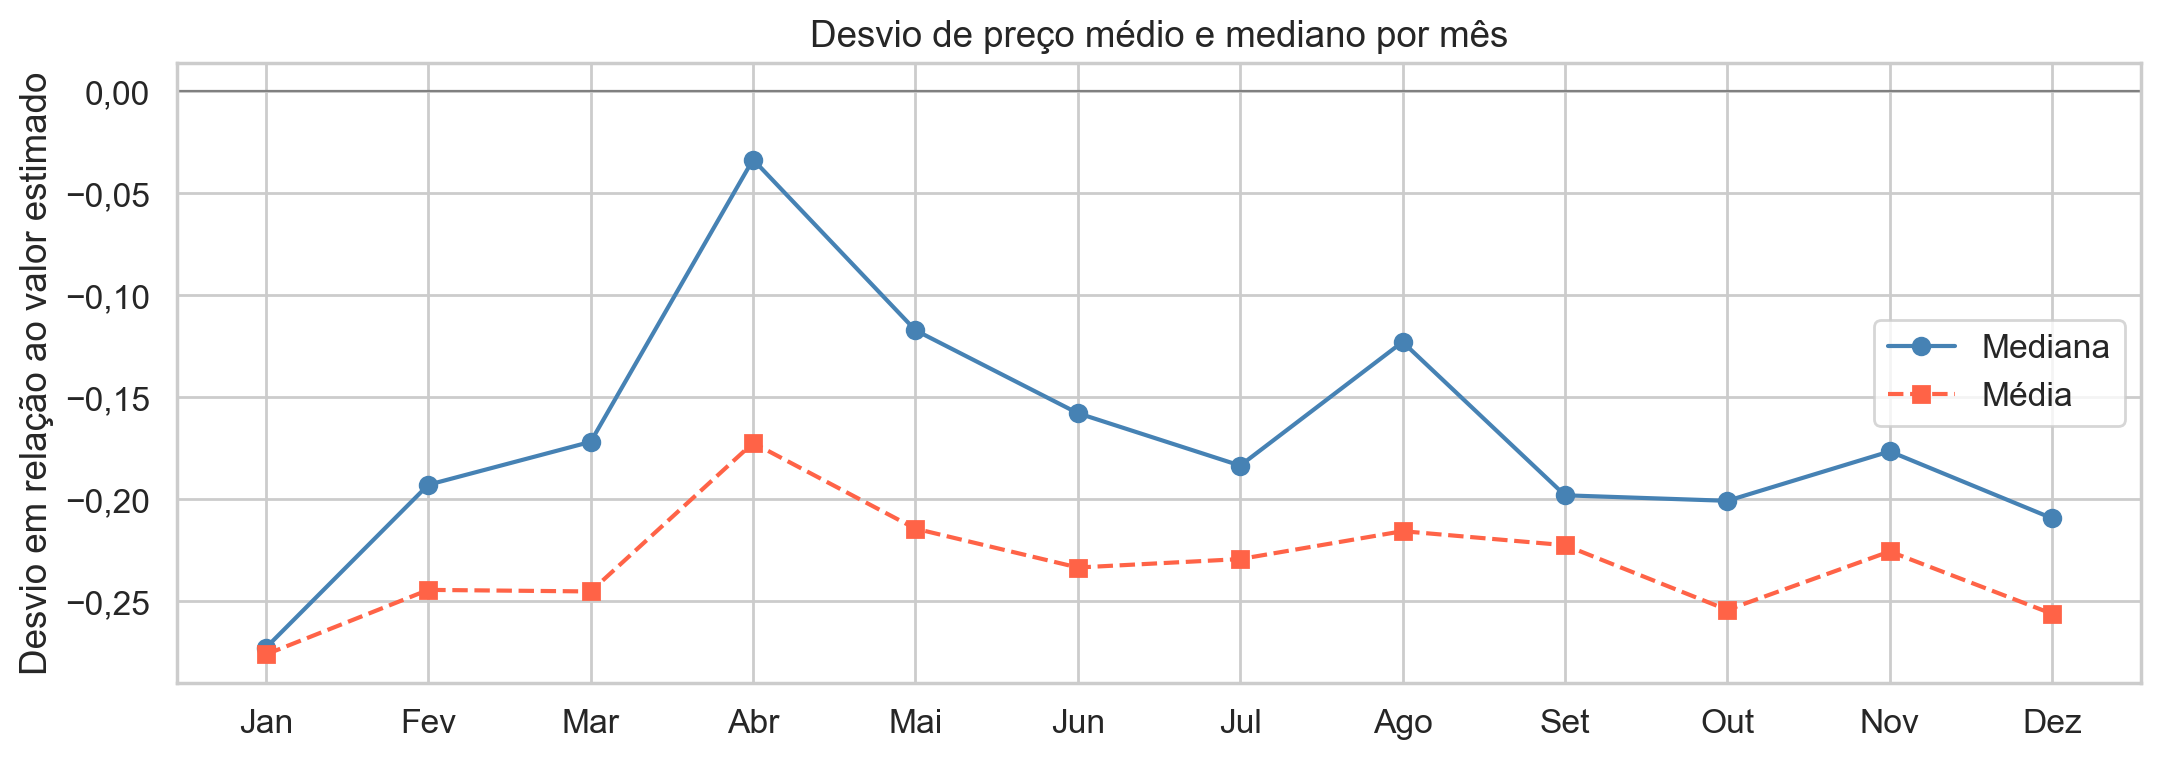 Desvio de preço médio e mediano por mês
Desvio em relação ao valor estimado
0,00
−0,05
−0,10
−0,15
−0,20
−0,25
Mediana
Média
Jan Fev Mar Abr Mai Jun Jul Ago Set Out Nov Dez